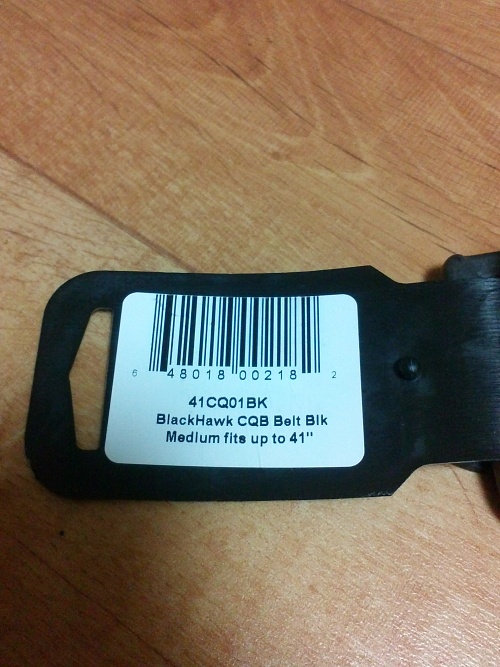 6 48018 00218 2
41CQ01BK
BlackHawk CQB Belt Blk
Medium fits up to 41"